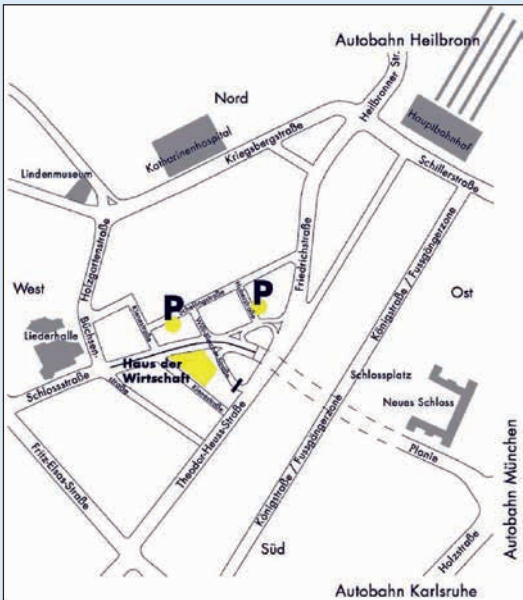 Autobahn Heilbronn
Heilbronner Str.
Nord
Hauptbahnhof
Katharinenhospital
Kriegsbergstraße
Schillerstraße
Lindenmuseum
Holzgartenstraße
Friedrichstraße
Königstraße / Fussgängerzone
West
Ost
P
P
Büchsen-
straße
Liederhalle
Haus der
Wirtschaft
Schlossstraße
Schlossplatz
Neues Schloss
Theodor-Heuss-Straße
Fritz-Elsas-Straße
Planie
Königstraße / Fussgängerzone
Holzstraße
Autobahn München
Süd
Autobahn Karlsruhe